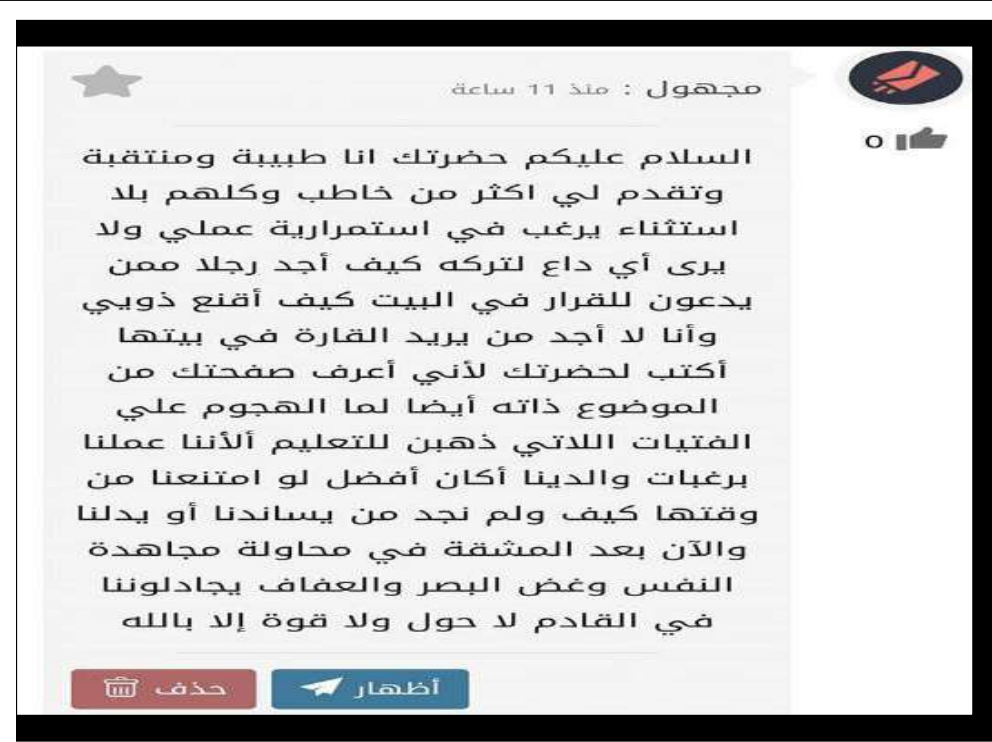 مجهول : منذ 11 ساعة
0
السلام عليكم حضرتك انا طبيبة ومنتقبة
وتقدم لي اكثر من خاطب وكلهم بلا
استثناء يرغب في استمرارية عملي ولا
يرى أي داع لتركه كيف أجد رجلا ممن
يدعون للقرار في البيت كيف أقنع ذويي
وأنا لا أجد من يريد القارة في بيتها
أكتب لحضرتك لأني أعرف صفحتك من
الموضوع ذاته أيضا لما الهجوم علي
الفتيات اللاتي ذهبن للتعليم ألأننا عملنا
برغبات والدينا أكان أفضل لو امتنعنا من
وقتها كيف ولم نجد من يساندنا أو يدلنا
والآن بعد المشقة في محاولة مجاهدة
النفس وغض البصر والعفاف يجادلوننا
في القادم لا حول ولا قوة إلا بالله
أظهار حذف